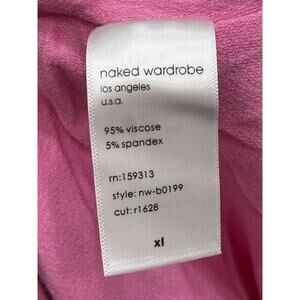 naked wardrobe
los angeles
u.s.a.
95% viscose
5% spandex
rn:159313
style: nw-b0199
cut: r1628
xl